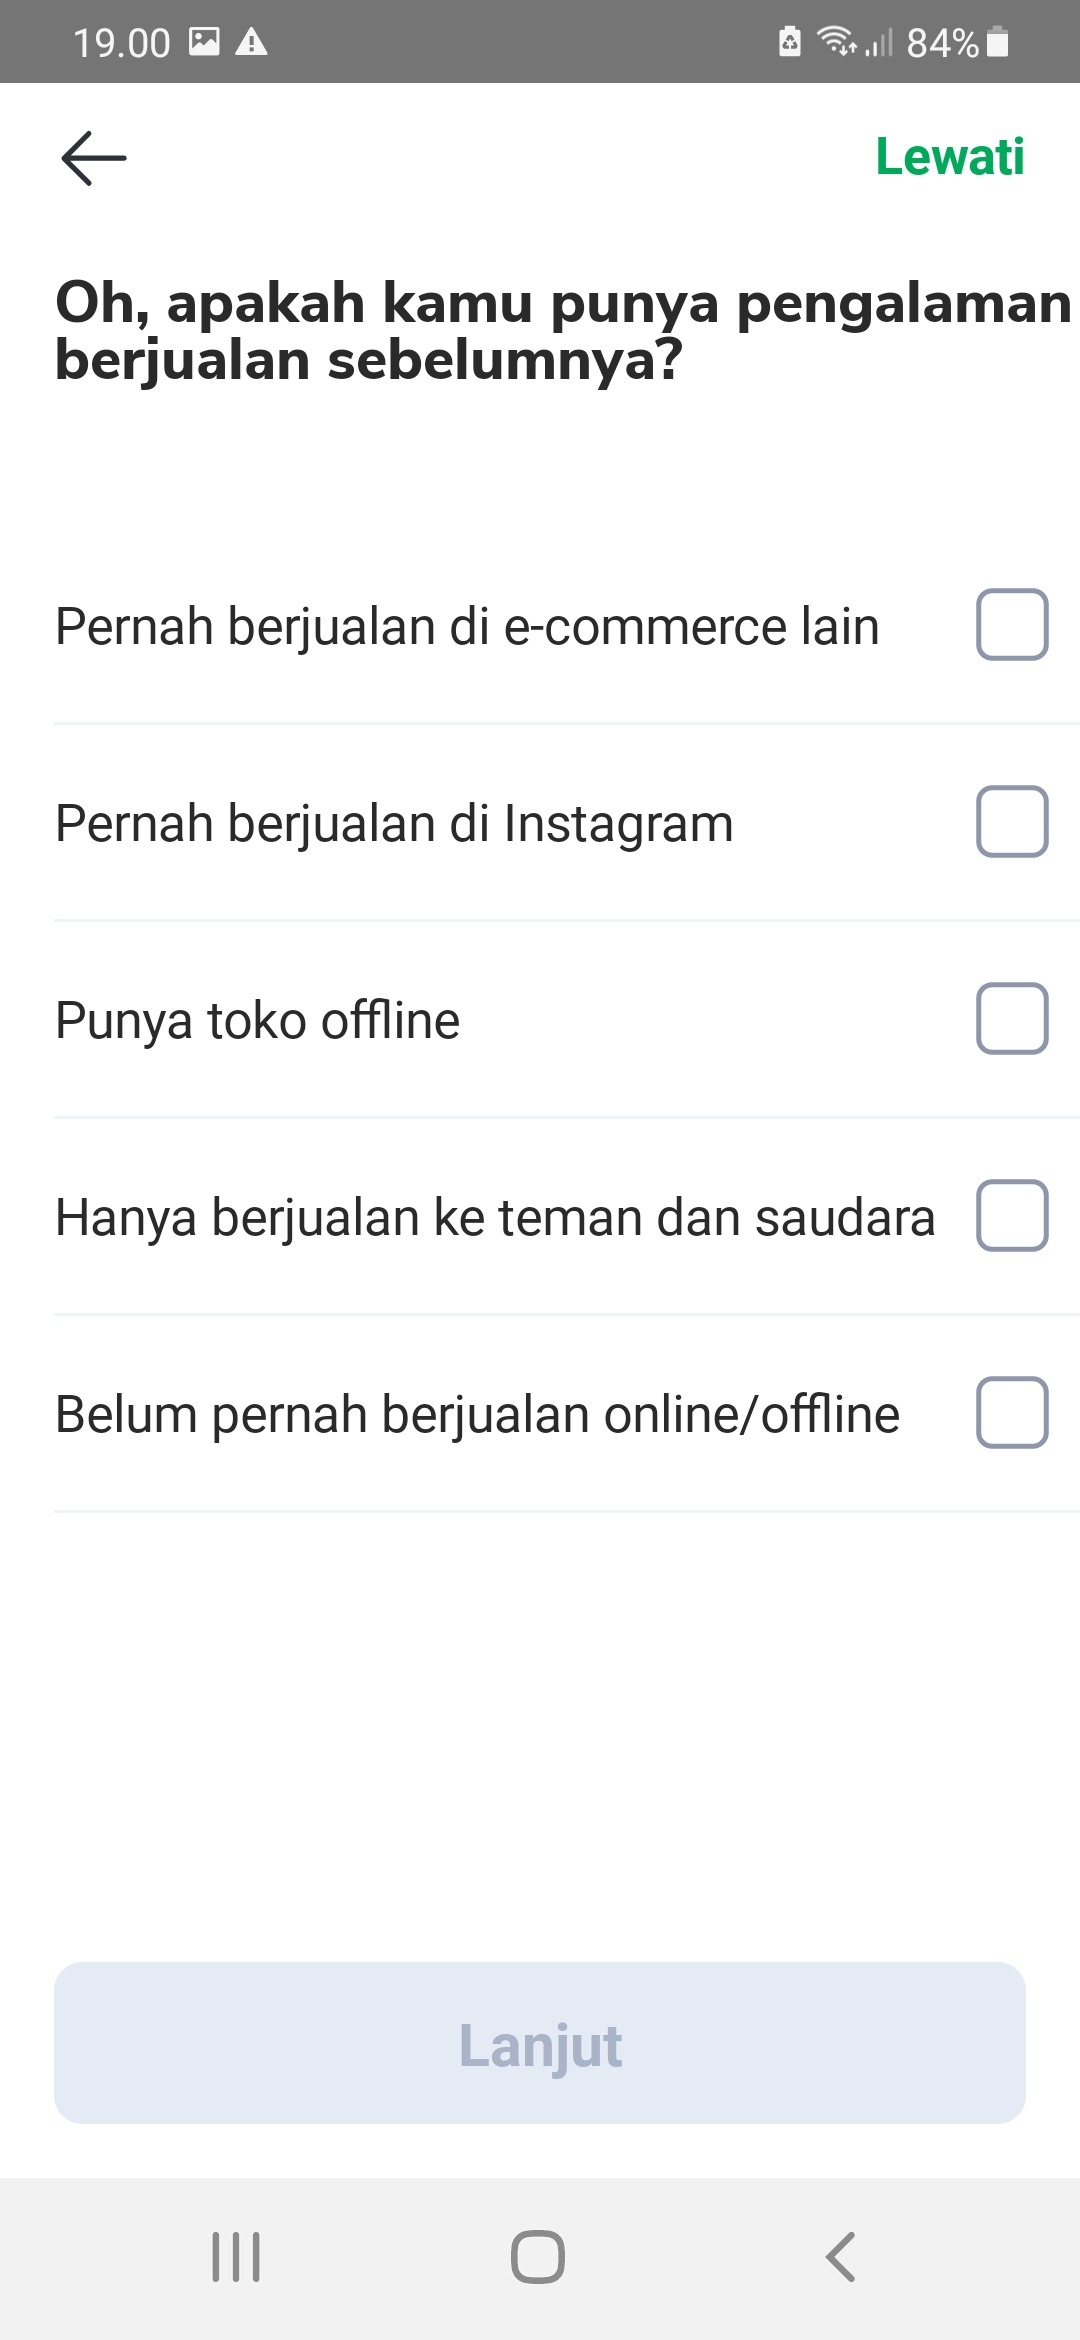 19.00 84%
Lewati
Oh, apakah kamu punya pengalaman
berjualan sebelumnya?
Pernah berjualan di e-commerce lain
Pernah berjualan di Instagram
Punya toko offline
Hanya berjualan ke teman dan saudara
Belum pernah berjualan online/offline
Lanjut